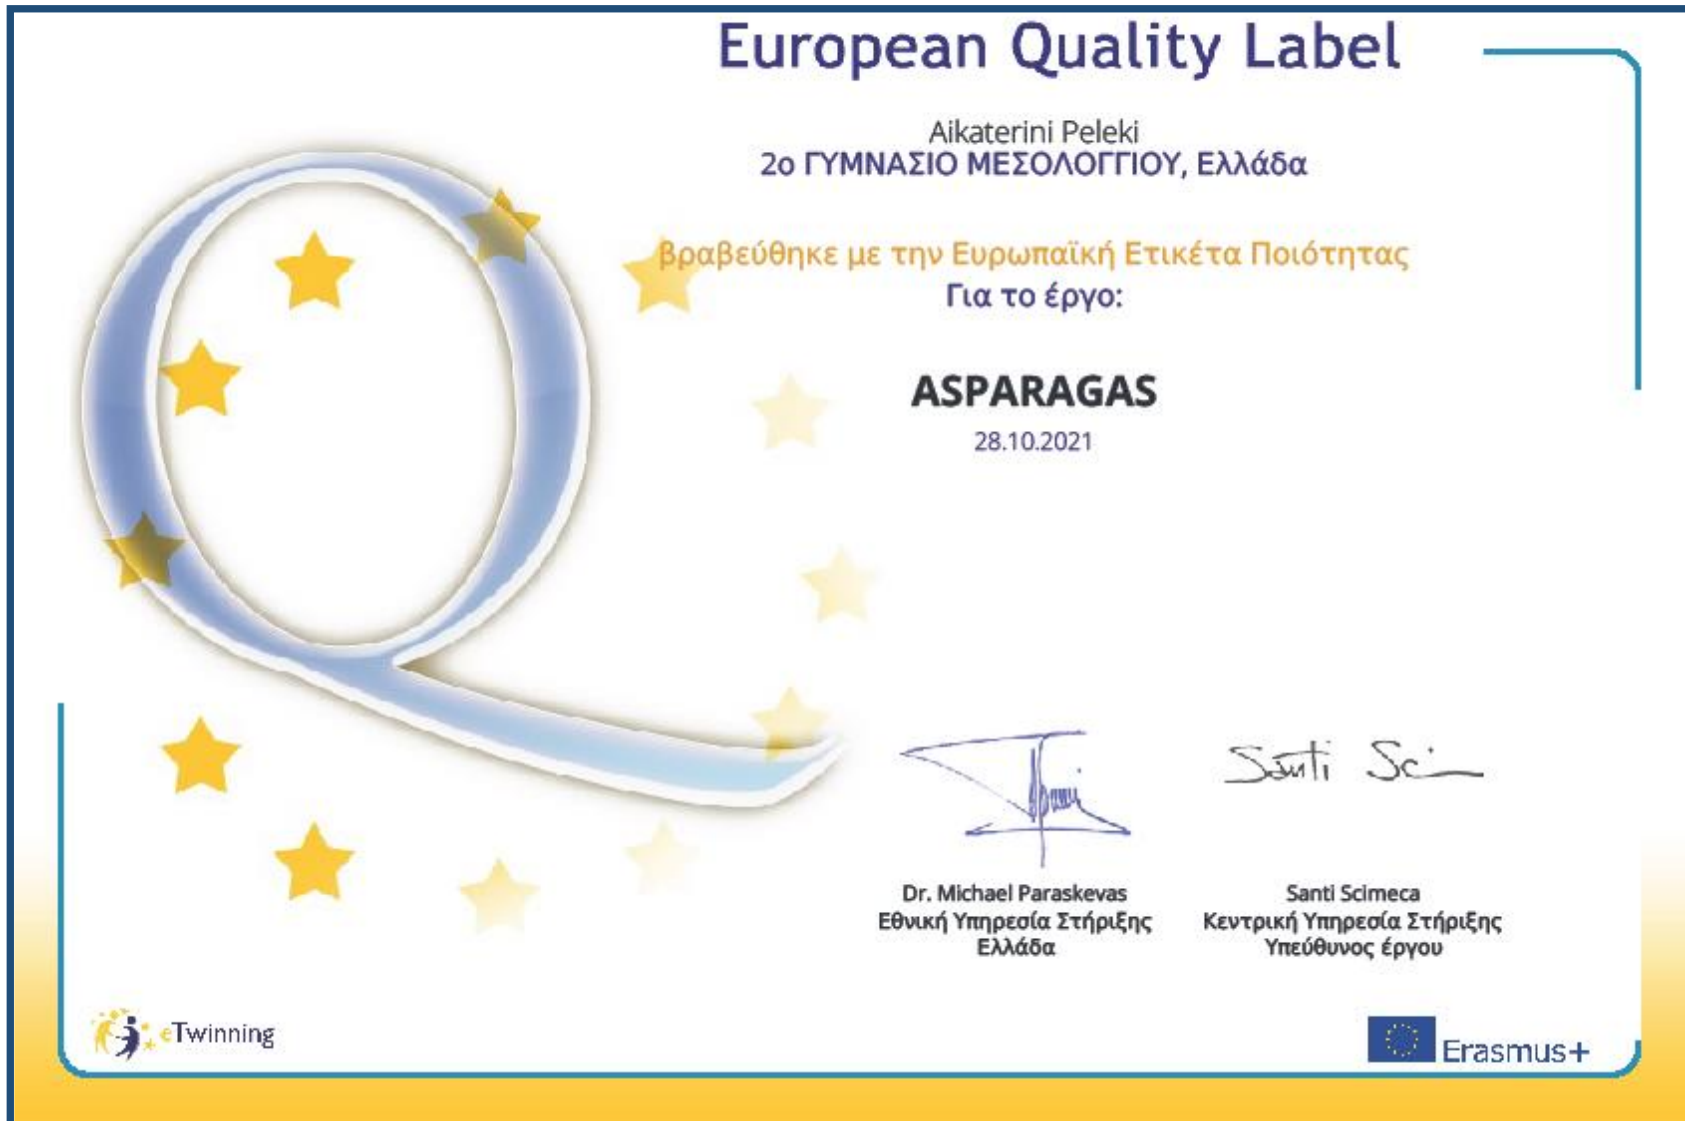 European Quality Label
Aikaterini Peleki
2ο ΓΥΜΝΑΣΙΟ ΜΕΣΟΛΟΓΓΙΟΥ, Ελλάδα
βραβεύθηκε με την Ευρωπαϊκή Ετικέτα Ποιότητας
Για το έργο:
ASPARAGAS
28.10.2021
Santi Sci
Dr. Michael Paraskevas
Εθνική Υπηρεσία Στήριξης
Ελλάδα
Santi Scimeca
Κεντρική Υπηρεσία Στήριξης
Υπεύθυνος έργου
eTwinning
Erasmus+